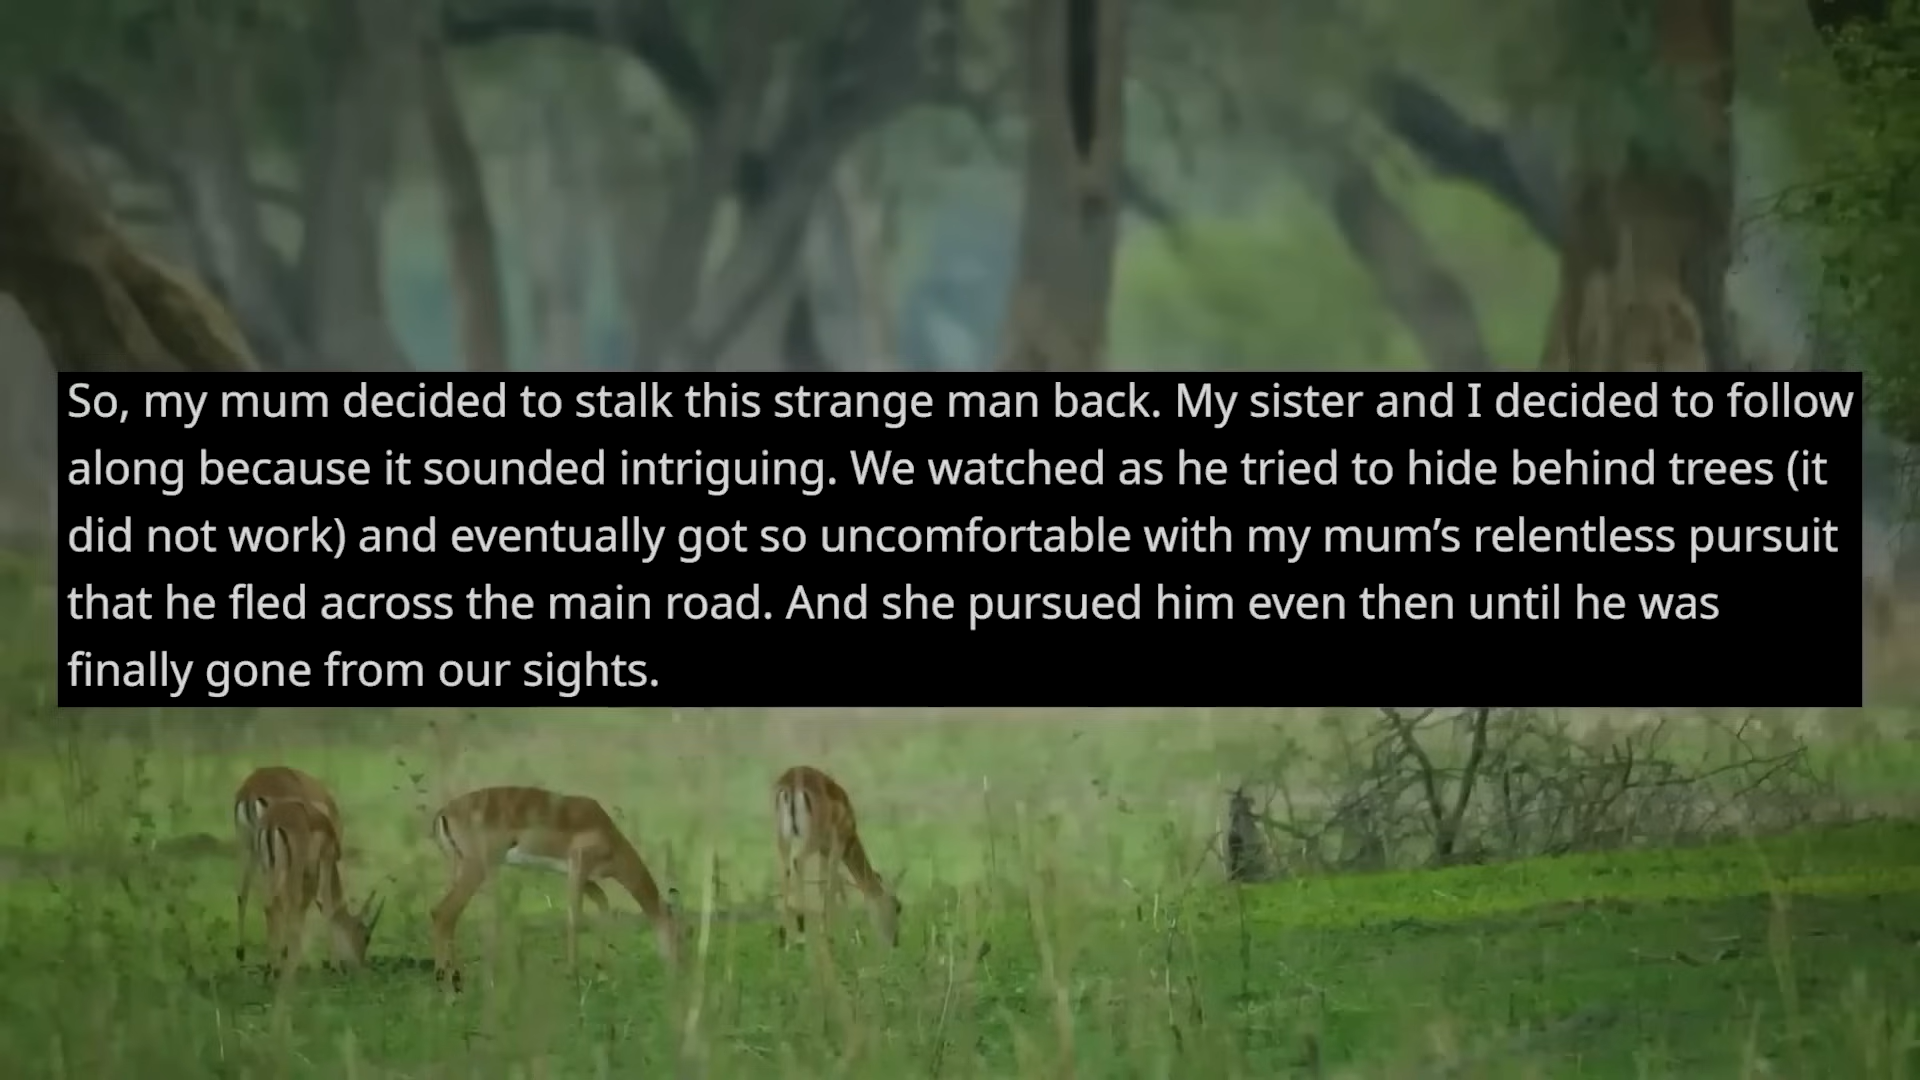 So, my mum decided to stalk this strange man back. My sister and I decided to follow
along because it sounded intriguing. We watched as he tried to hide behind trees (it
did not work) and eventually got so uncomfortable with my mum’s relentless pursuit
that he fled across the main road. And she pursued him even then until he was
finally gone from our sights.